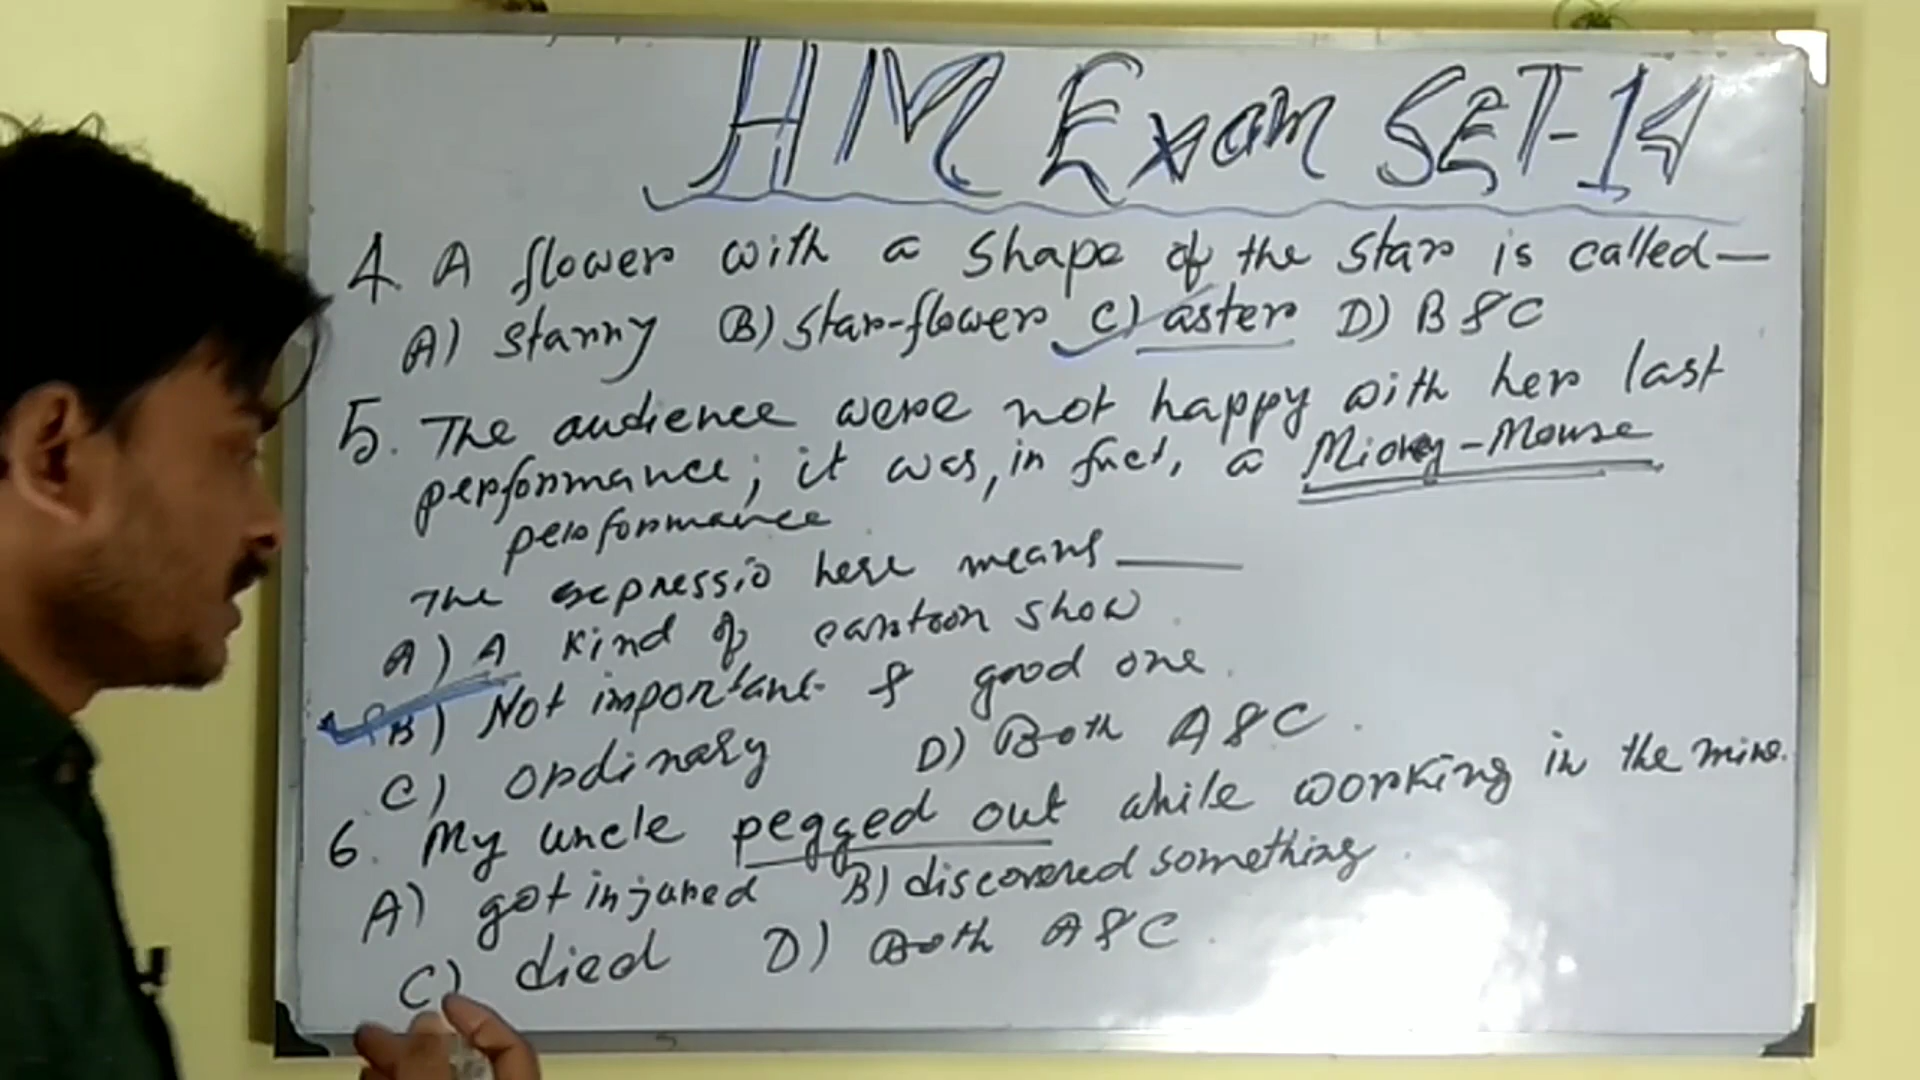 HM Exam SET-14
4. A flower with a shape of the star is called—
A) starry B) star-flower C) aster D) B & C
5. The audience were not happy with her last
performance; it was, in fact, a Mickey-Mouse
performance
The expressio here means ____
A) A kind of cartoon show.
B) Not important & good one.
C) ordinary D) Both A & C.
6. My uncle pegged out while working in the mine.
A) got injured B) discovered something.
C) died D) Both A & C.